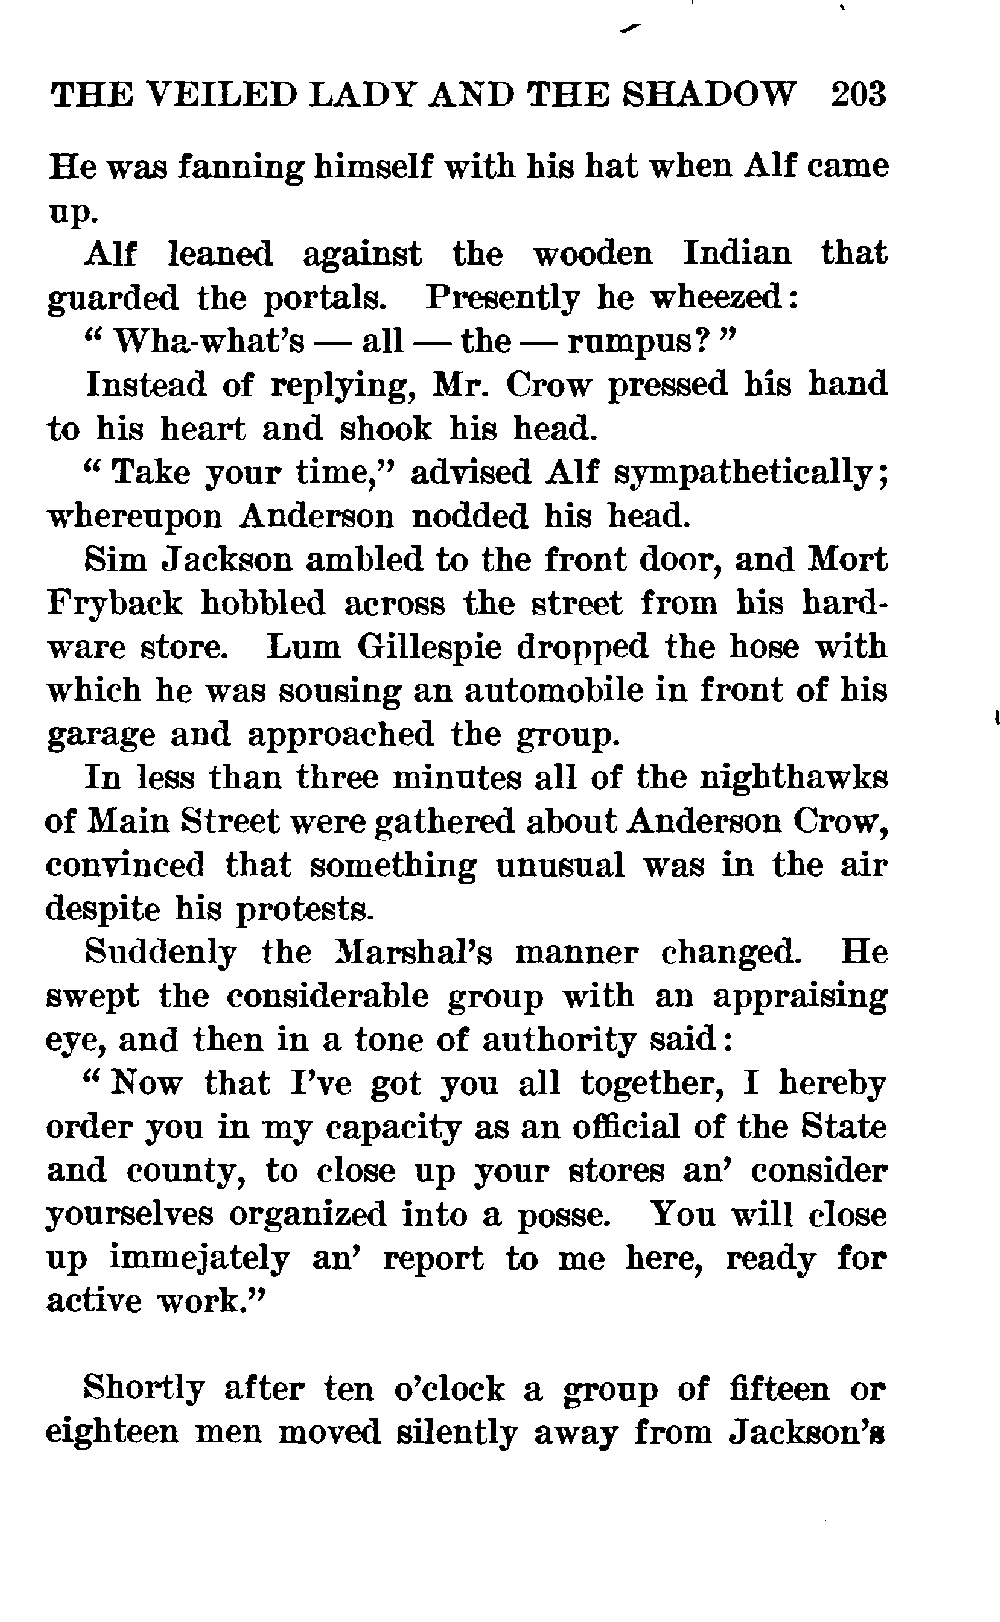 THE VEILED LADY AND THE SHADOW 203
He was fanning himself with his hat when Alf came
up.
Alf leaned against the wooden Indian that
guarded the portals. Presently he wheezed:
“ Wha-what’s — all — the — rumpus? ”
Instead of replying, Mr. Crow pressed his hand
to his heart and shook his head.
“ Take your time,” advised Alf sympathetically;
whereupon Anderson nodded his head.
Sim Jackson ambled to the front door, and Mort
Fryback hobbled across the street from his hard-
ware store. Lum Gillespie dropped the hose with
which he was sousing an automobile in front of his
garage and approached the group.
In less than three minutes all of the nighthawks
of Main Street were gathered about Anderson Crow,
convinced that something unusual was in the air
despite his protests.
Suddenly the Marshal’s manner changed. He
swept the considerable group with an appraising
eye, and then in a tone of authority said:
“ Now that I’ve got you all together, I hereby
order you in my capacity as an official of the State
and county, to close up your stores an’ consider
yourselves organized into a posse. You will close
up immejately an’ report to me here, ready for
active work.”
Shortly after ten o’clock a group of fifteen or
eighteen men moved silently away from Jackson’s